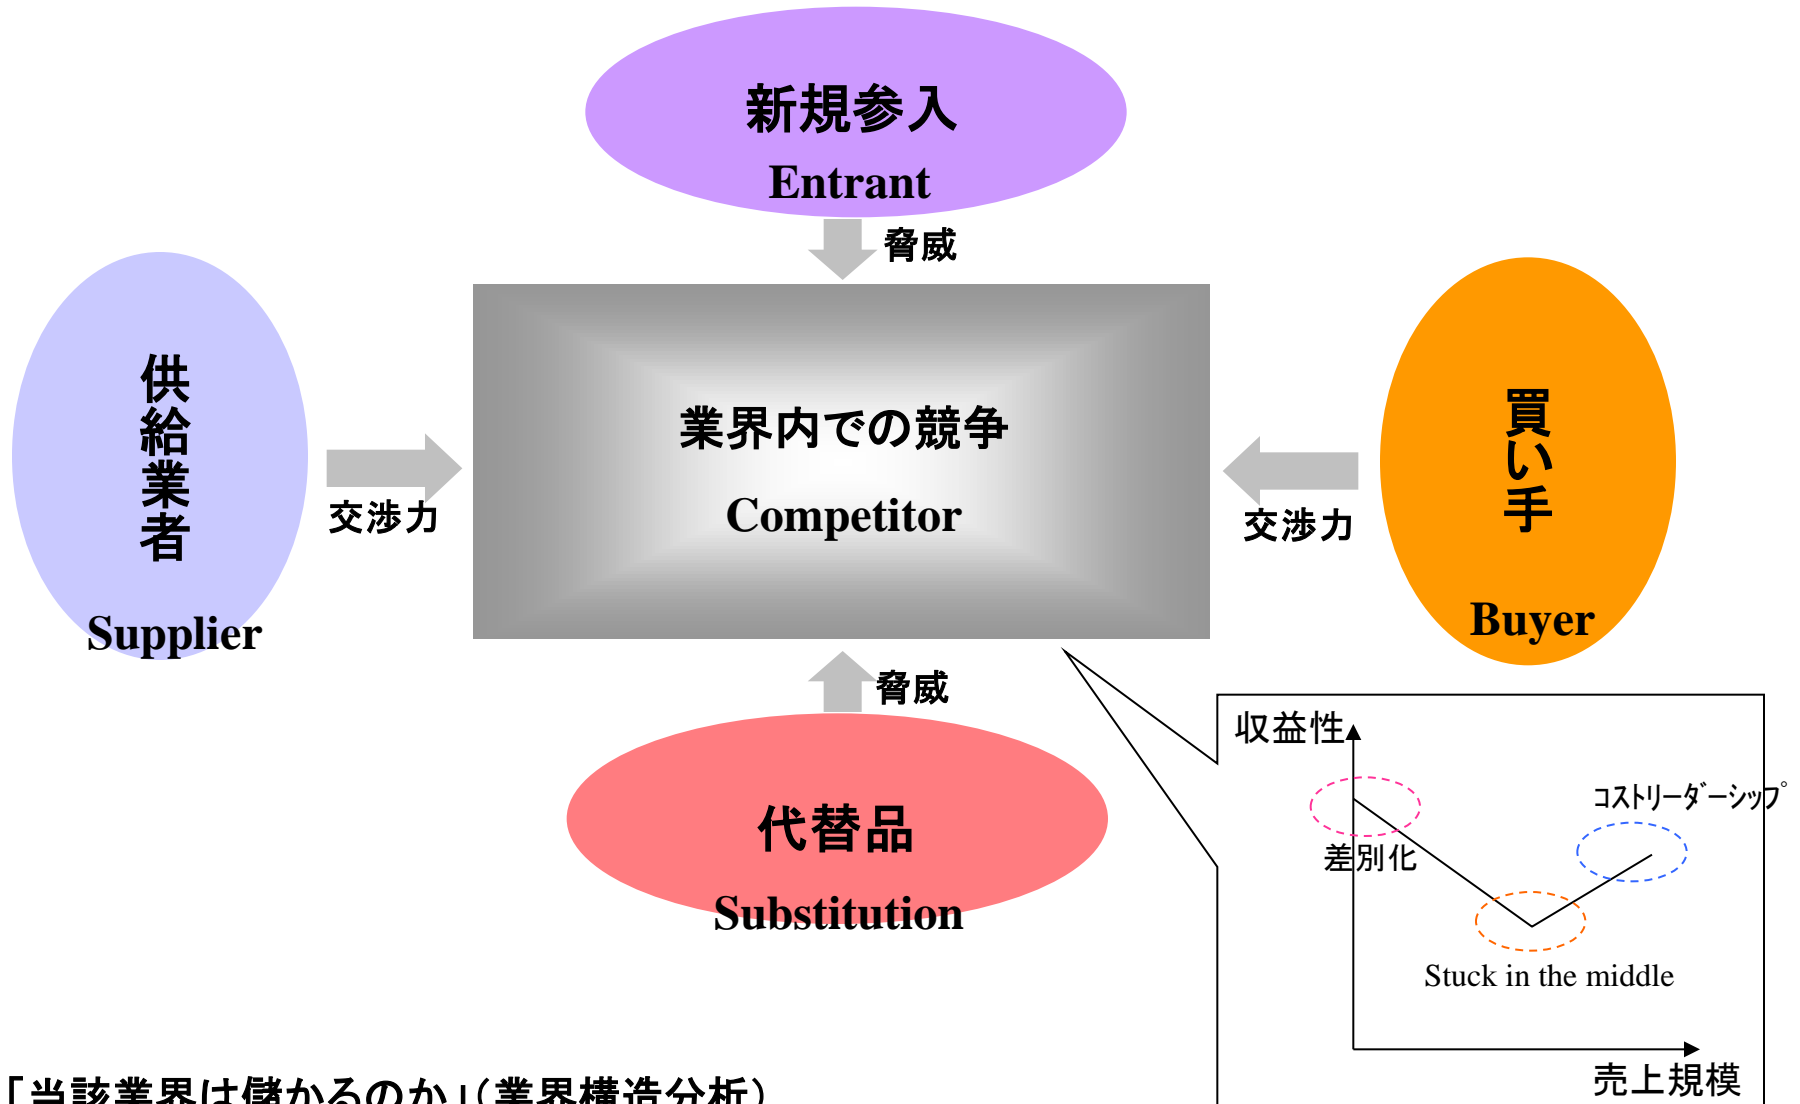 新規参入
Entrant
脅威
供給業者
Supplier
交渉力
業界内での競争
Competitor
交渉力
買い手
Buyer
脅威
代替品
Substitution
収益性
コストリーダーシップ
差別化
Stuck in the middle
売上規模
「当該業界は儲かるのか」（業界構造分析）